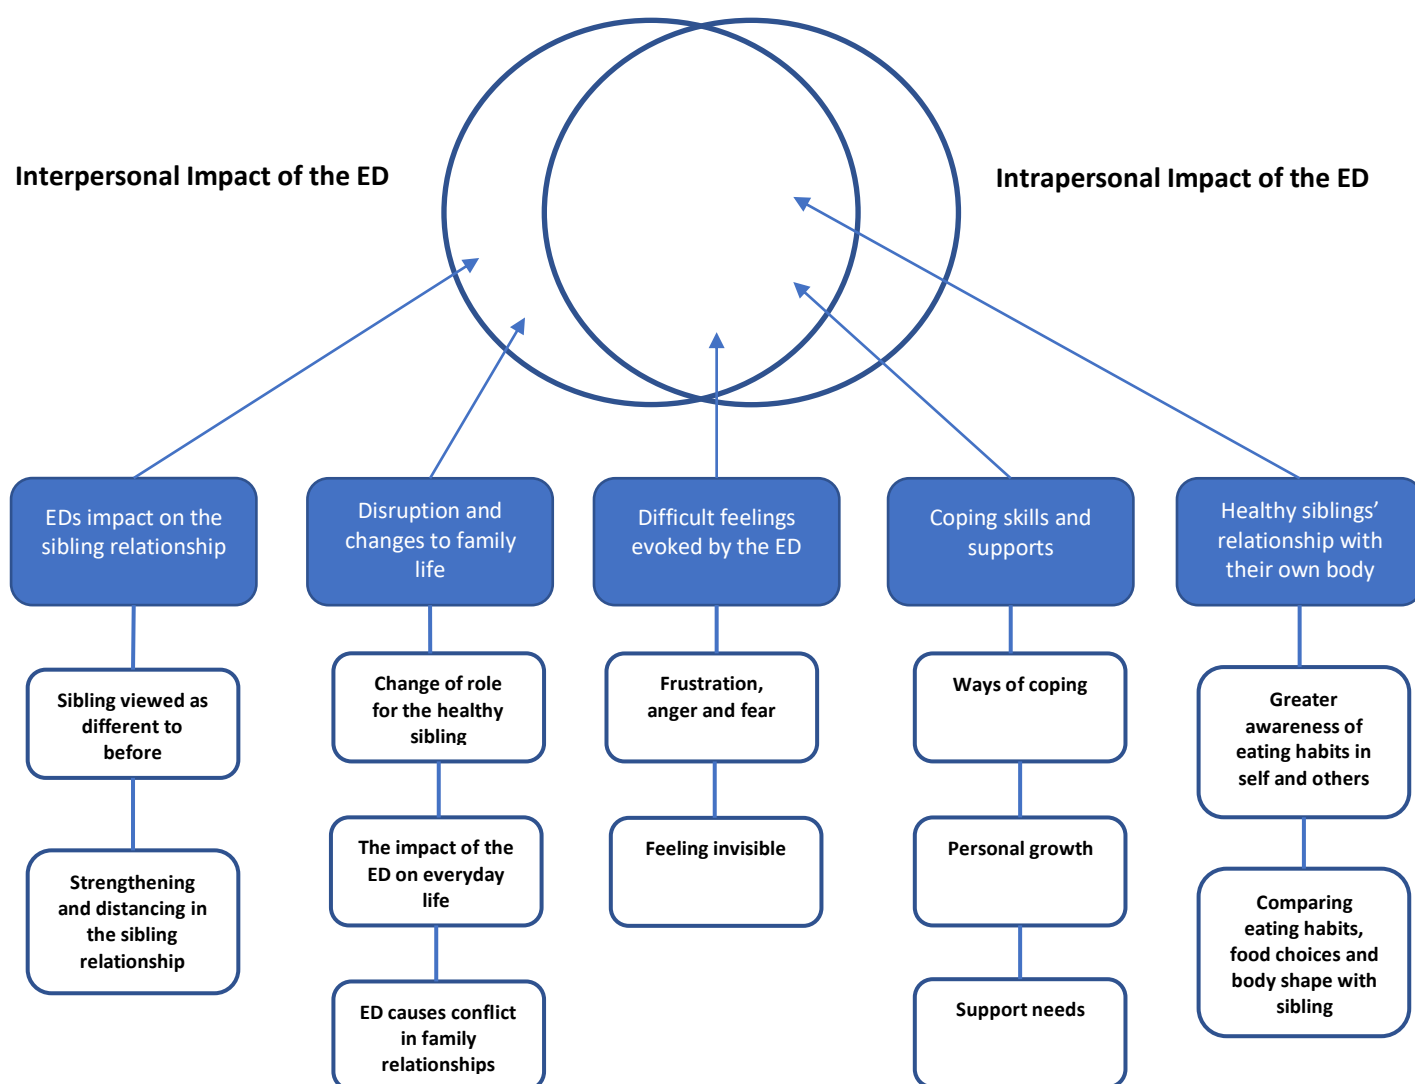 Interpersonal Impact of the ED
Intrapersonal Impact of the ED
EDs impact on the
sibling relationship
Sibling viewed as
different to
before
Strengthening
and distancing in
the sibling
relationship
Disruption and
changes to family
life
Change of role
for the healthy
sibling
The impact of the
ED on everyday
life
ED causes conflict
in family
relationships
Difficult feelings
evoked by the ED
Frustration,
anger and fear
Feeling invisible
Coping skills and
supports
Ways of coping
Personal growth
Support needs
Healthy siblings’
relationship with
their own body
Greater
awareness of
eating habits in
self and others
Comparing
eating habits,
food choices and
body shape with
sibling